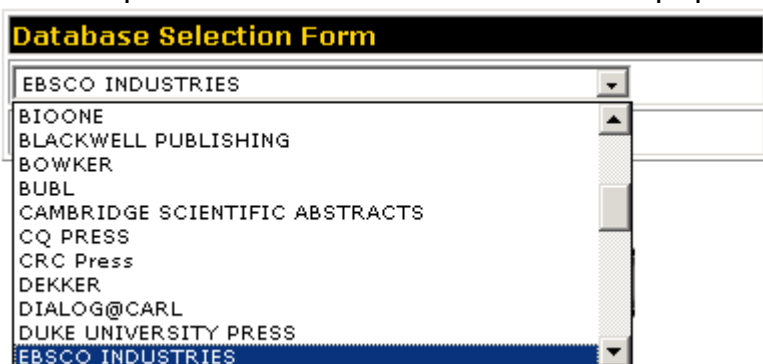 Database Selection Form
EBSCO INDUSTRIES
BIOONE
BLACKWELL PUBLISHING
BOWKER
BUBL
CAMBRIDGE SCIENTIFIC ABSTRACTS
CQ PRESS
CRC Press
DEKKER
DIALOG@CARL
DUKE UNIVERSITY PRESS
EBSCO INDUSTRIES